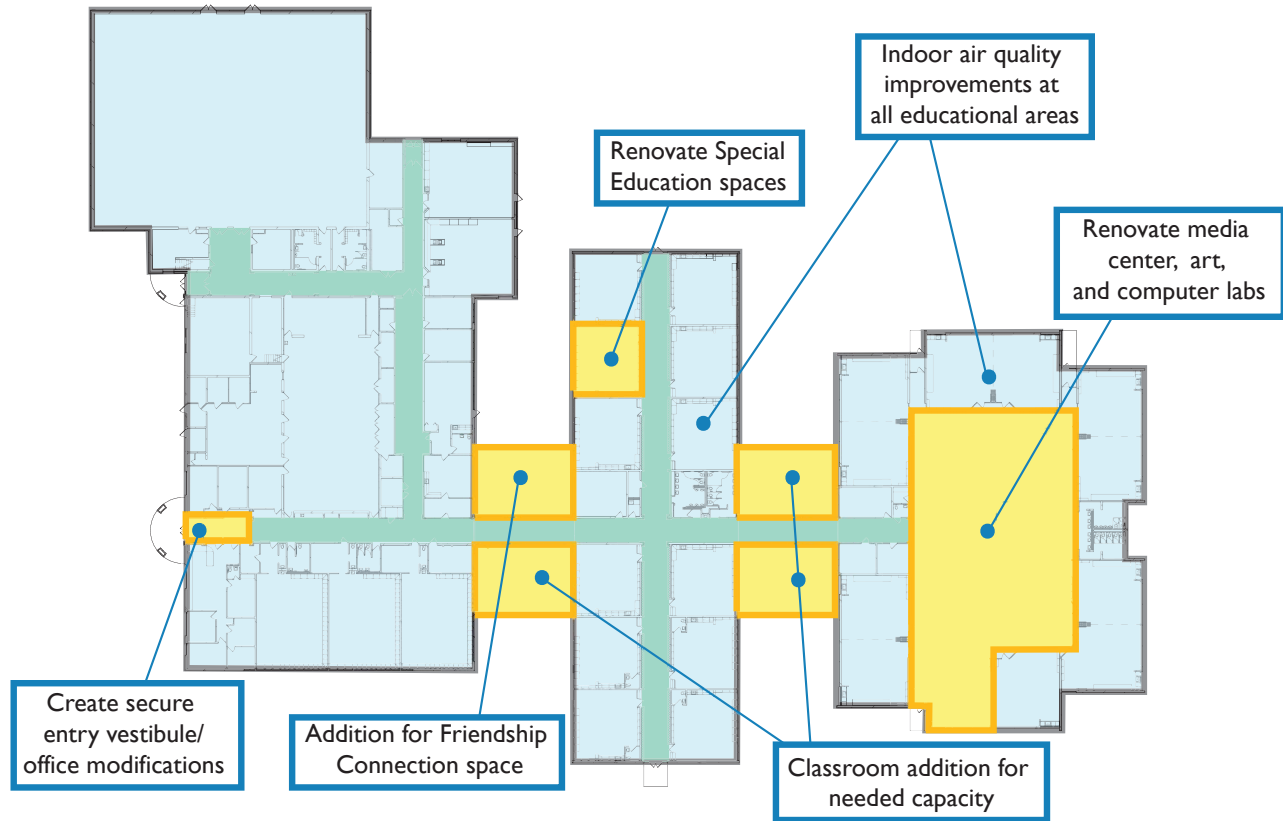 Indoor air quality
improvements at
all educational areas
Renovate Special
Education spaces
Renovate media
center, art,
and computer labs
Create secure
entry vestibule/
office modifications
Addition for Friendship
Connection space
Classroom addition for
needed capacity